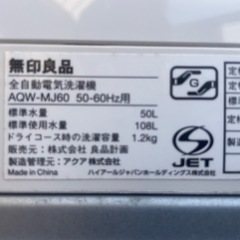 無印良品
全自動電気洗濯機
AQW-MJ60 50-60Hz用
標準水量 50L
標準使用水量 108L
ドライコース時の洗濯容量 1.2kg
販売元：株式会社 良品計画
製造管理元：アクア 株式会社
Made in China
ハイアールジャパンホールディングス株式会社
G
S
JET
定
定